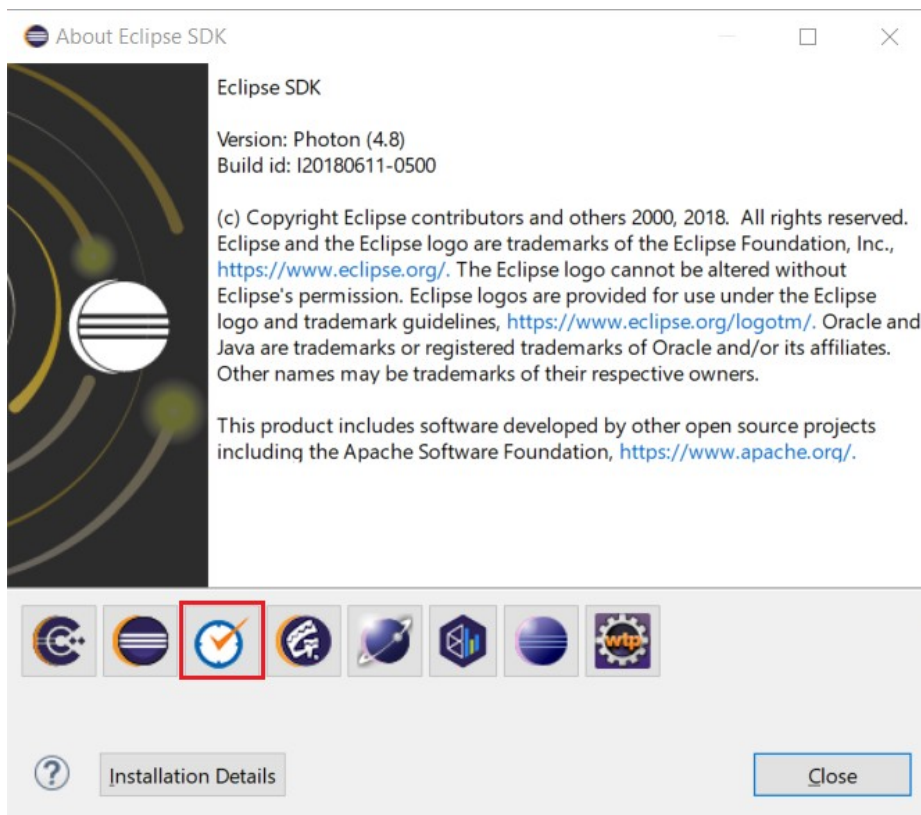 About Eclipse SDK
Eclipse SDK
Version: Photon (4.8)
Build id: I20180611-0500
(c) Copyright Eclipse contributors and others 2000, 2018.  All rights reserved.
Eclipse and the Eclipse logo are trademarks of the Eclipse Foundation, Inc.,
https://www.eclipse.org/. The Eclipse logo cannot be altered without
Eclipse's permission. Eclipse logos are provided for use under the Eclipse
logo and trademark guidelines, https://www.eclipse.org/logotm/. Oracle and
Java are trademarks or registered trademarks of Oracle and/or its affiliates.
Other names may be trademarks of their respective owners.
This product includes software developed by other open source projects
including the Apache Software Foundation, https://www.apache.org/.
wtp
? Installation Details Close